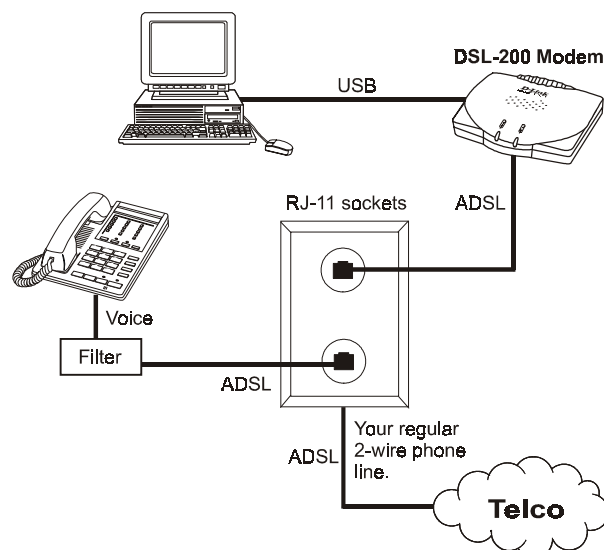 DSL-200 Modem
USB
RJ-11 sockets
ADSL
Voice
Filter
ADSL
ADSL
Your regular
2-wire phone
line.
Telco